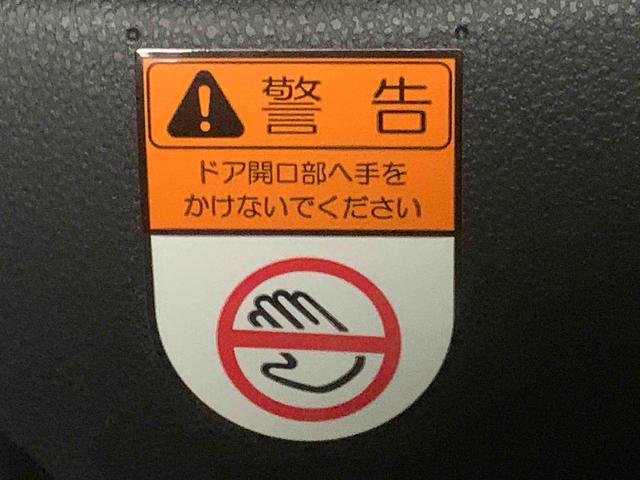 警告
ドア開口部へ手を
かけないでください